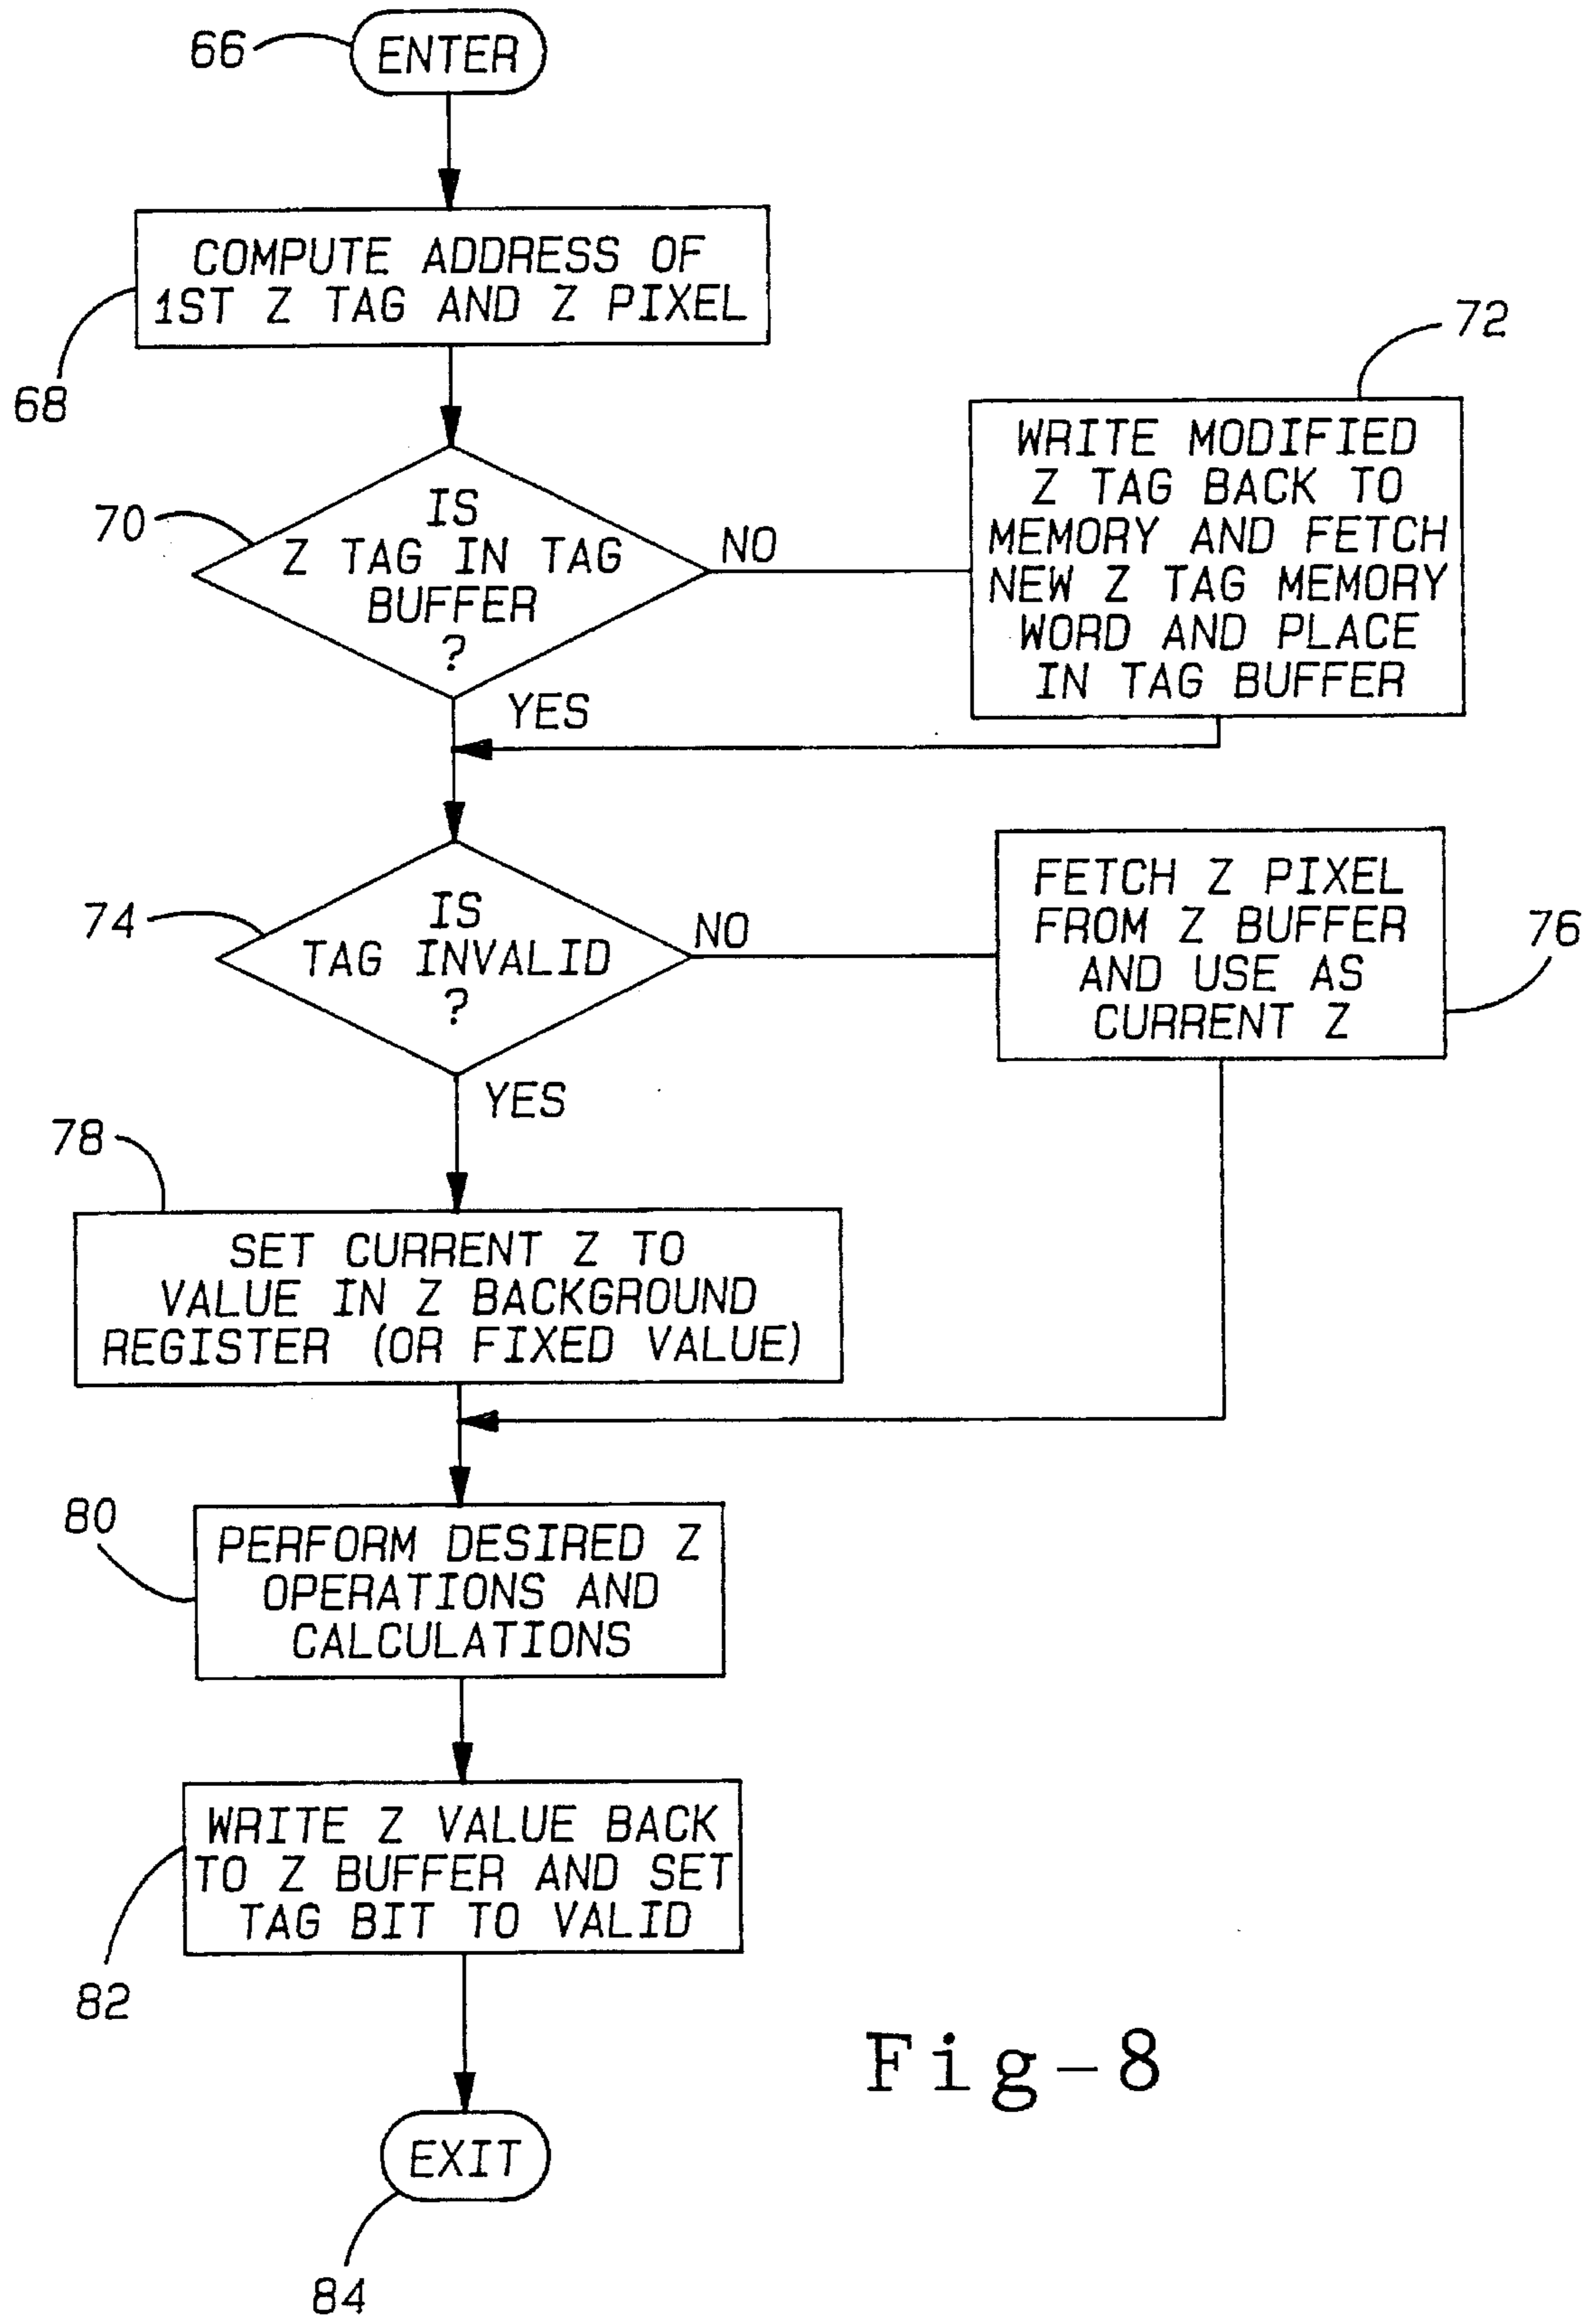 66
ENTER
COMPUTE ADDRESS OF
1ST Z TAG AND Z PIXEL
68
72
WRITE MODIFIED
Z TAG BACK TO
MEMORY AND FETCH
NEW Z TAG MEMORY
WORD AND PLACE
IN TAG BUFFER
70
IS
Z TAG IN TAG
BUFFER
?
NO
YES
74
IS
TAG INVALID
?
NO
YES
FETCH Z PIXEL
FROM Z BUFFER
AND USE AS
CURRENT Z
76
78
SET CURRENT Z TO
VALUE IN Z BACKGROUND
REGISTER (OR FIXED VALUE)
80
PERFORM DESIRED Z
OPERATIONS AND
CALCULATIONS
WRITE Z VALUE BACK
TO Z BUFFER AND SET
TAG BIT TO VALID
82
EXIT
84
Fig-8